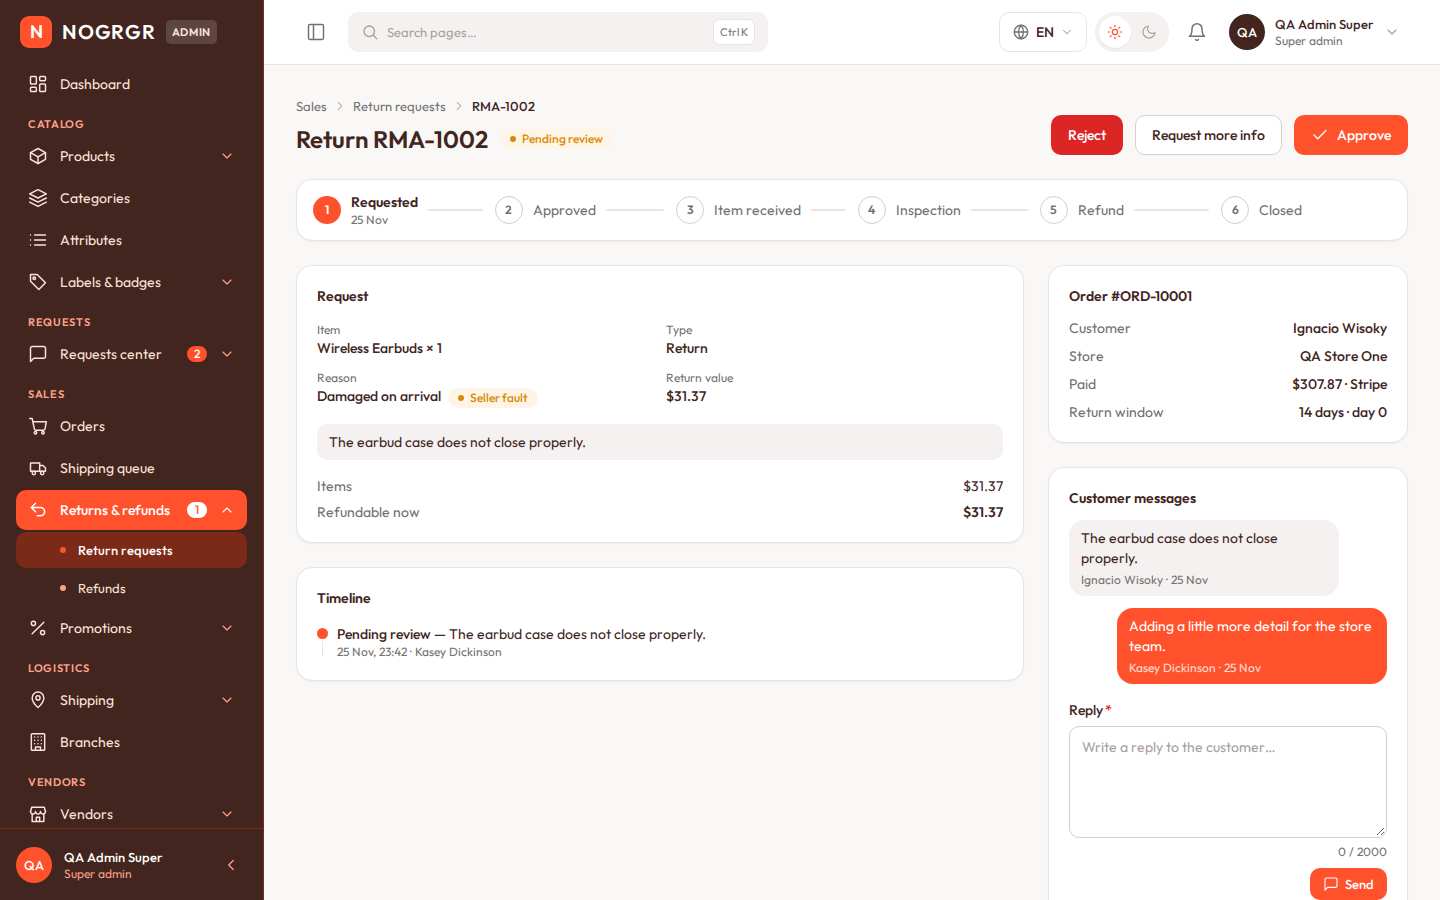 N NOGRGR ADMIN
Dashboard
CATALOG
Products
Categories
Attributes
Labels & badges
REQUESTS
Requests center 2
SALES
Orders
Shipping queue
Returns & refunds 1
Return requests
Refunds
Promotions
LOGISTICS
Shipping
Branches
VENDORS
Vendors
QA QA Admin Super
Super admin
Search pages… Ctrl K
EN
QA QA Admin Super
Super admin
Sales Return requests RMA-1002
Return RMA-1002 Pending review
Reject Request more info Approve
1 Requested 2 Approved 3 Item received 4 Inspection 5 Refund 6 Closed
25 Nov
Request
Item Type
Wireless Earbuds × 1 Return
Reason Return value
Damaged on arrival Seller fault $31.37
The earbud case does not close properly.
Items $31.37
Refundable now $31.37
Timeline
Pending review — The earbud case does not close properly.
25 Nov, 23:42 · Kasey Dickinson
Order #ORD-10001
Customer Ignacio Wisoky
Store QA Store One
Paid $307.87 · Stripe
Return window 14 days · day 0
Customer messages
The earbud case does not close
properly.
Ignacio Wisoky · 25 Nov
Adding a little more detail for the store
team.
Kasey Dickinson · 25 Nov
Reply *
Write a reply to the customer…
0 / 2000
Send